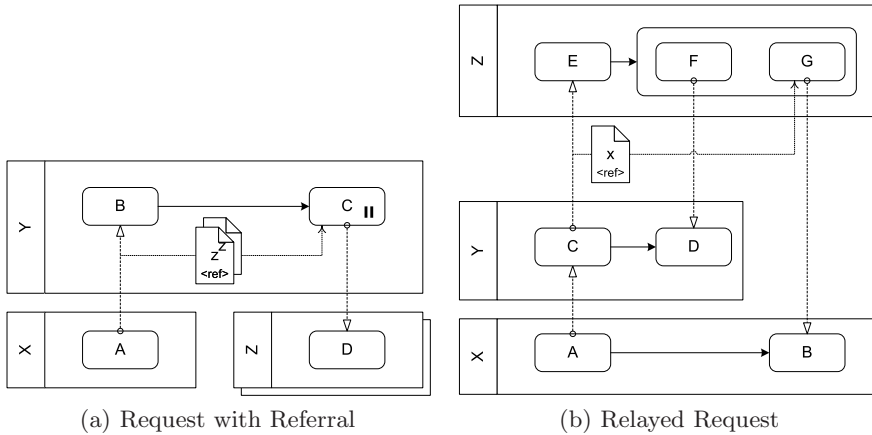 Y
B
C
z
z
<ref>
X
A
Z
D
(a) Request with Referral
Z
E
F
G
x
<ref>
Y
C
D
X
A
B
(b) Relayed Request